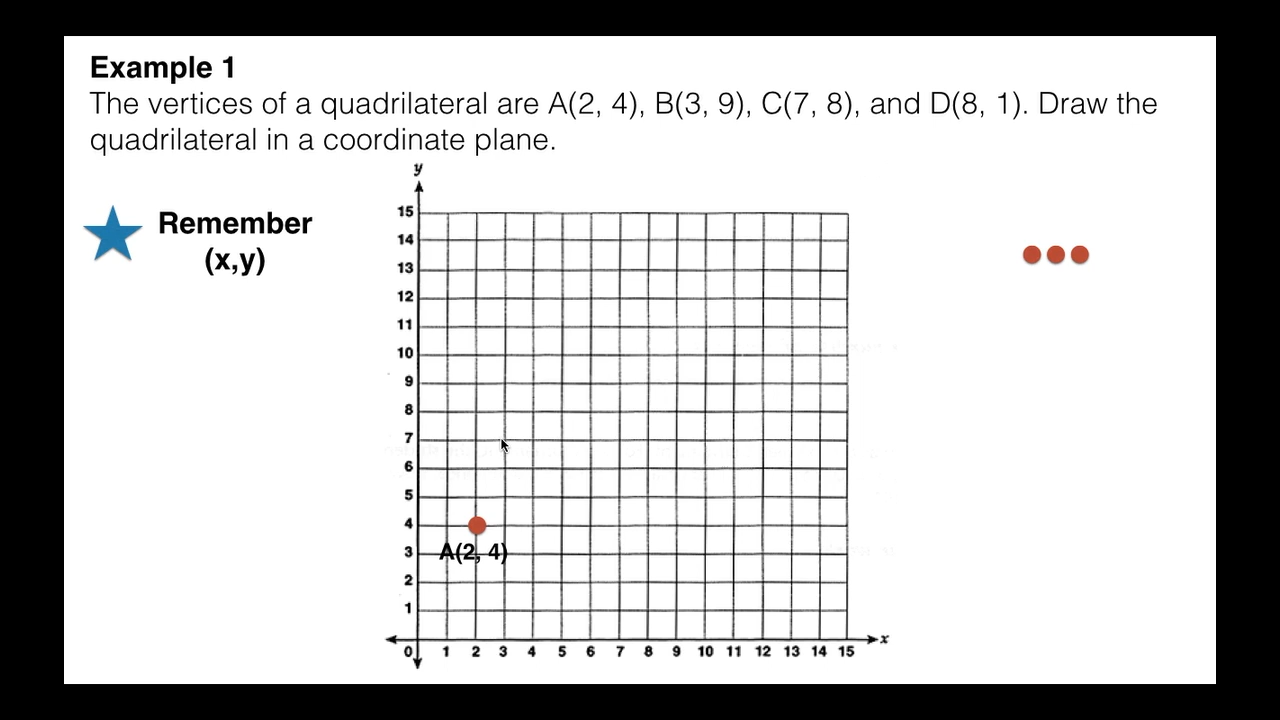 Example 1
The vertices of a quadrilateral are A(2, 4), B(3, 9), C(7, 8), and D(8, 1). Draw the
quadrilateral in a coordinate plane.
Remember
(x,y)
y
15
14
13
12
11
10
9
8
7
6
5
4
3
2
1
A(2, 4)
0 1 2 3 4 5 6 7 8 9 10 11 12 13 14 15
x